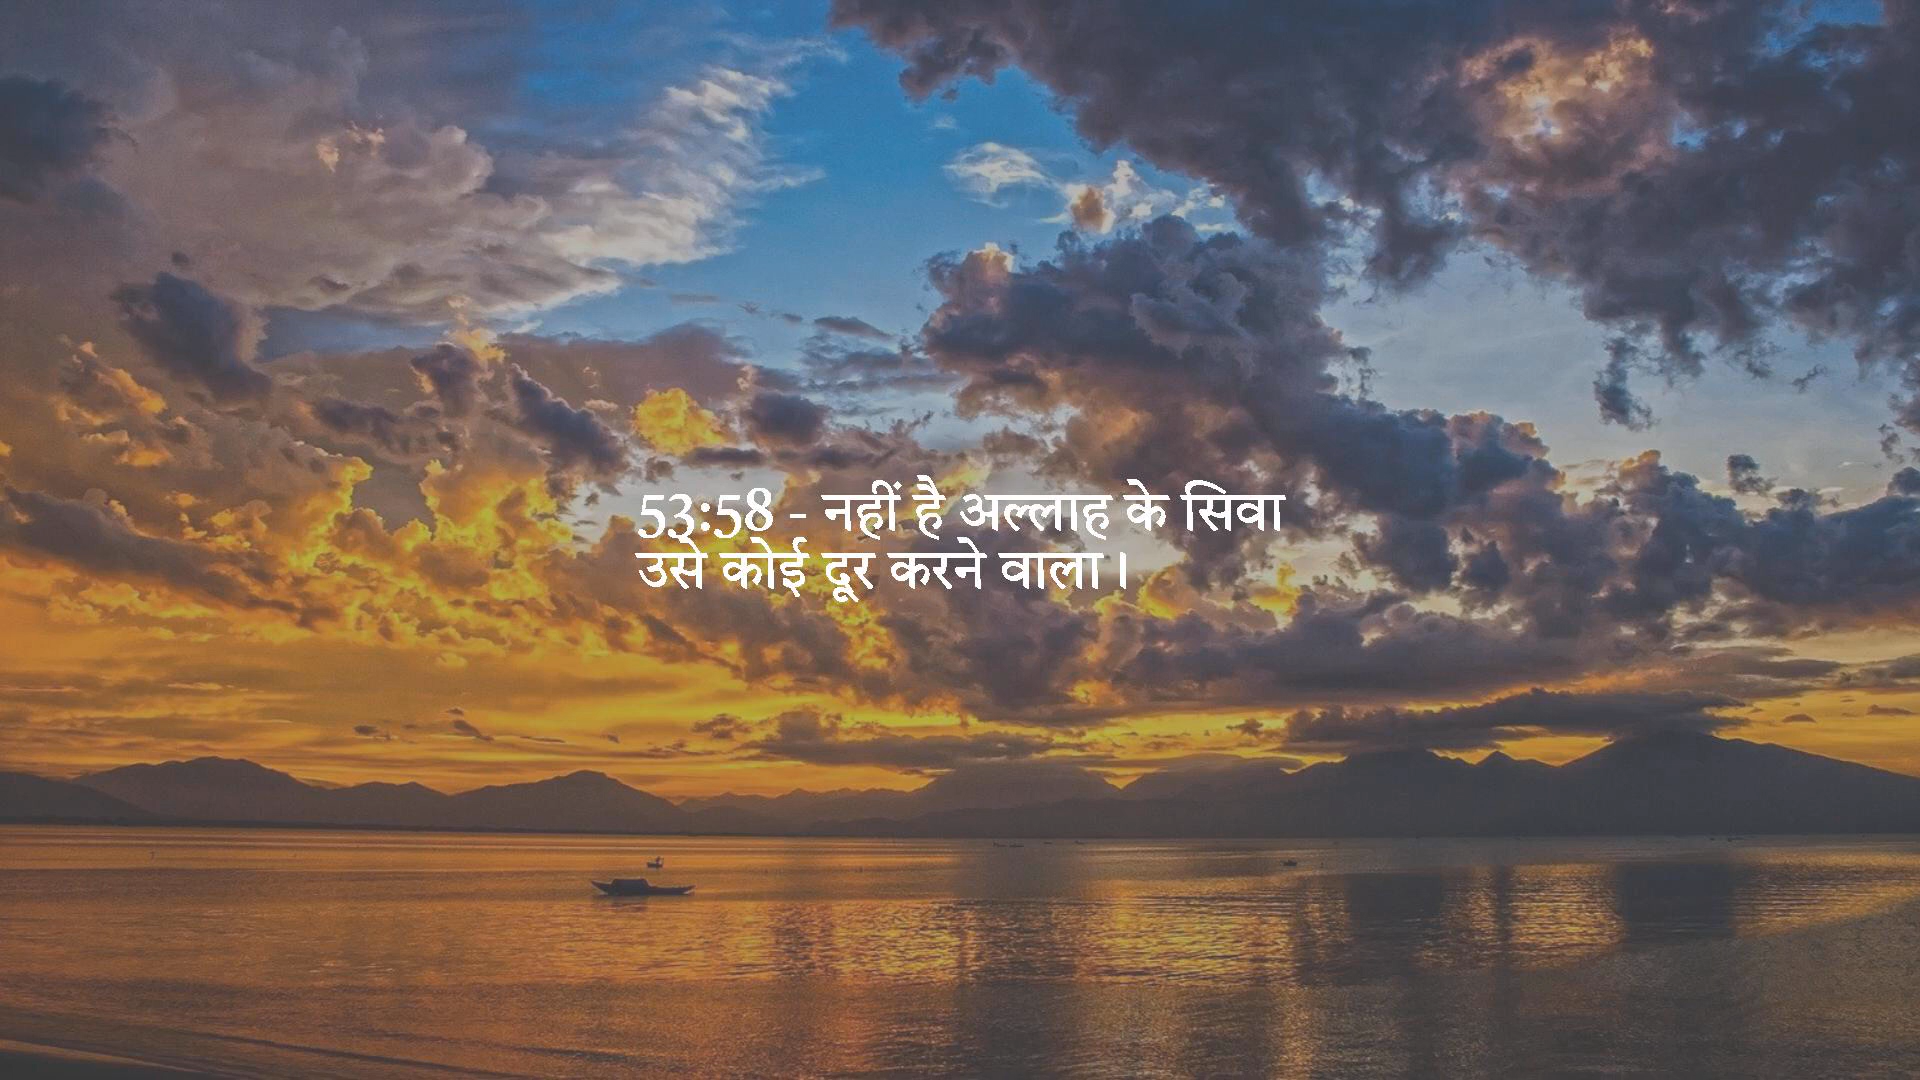 53:58 - नहीं है अल्लाह के सिवा
उसे कोई दूर करने वाला।